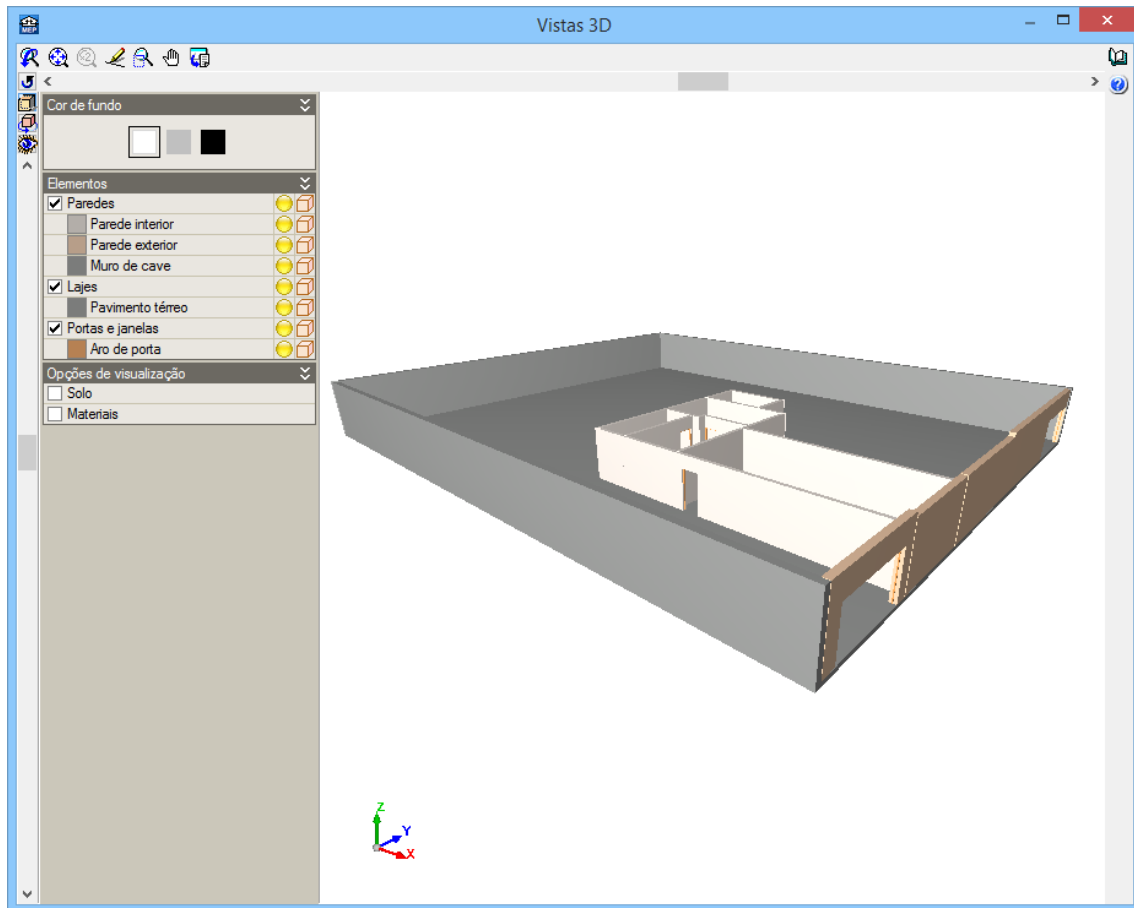 MEP
Vistas 3D
Cor de fundo
Elementos
Paredes
Parede interior
Parede exterior
Muro de cave
Lajes
Pavimento térreo
Portas e janelas
Aro de porta
Opções de visualização
Solo
Materiais
Z
Y
X